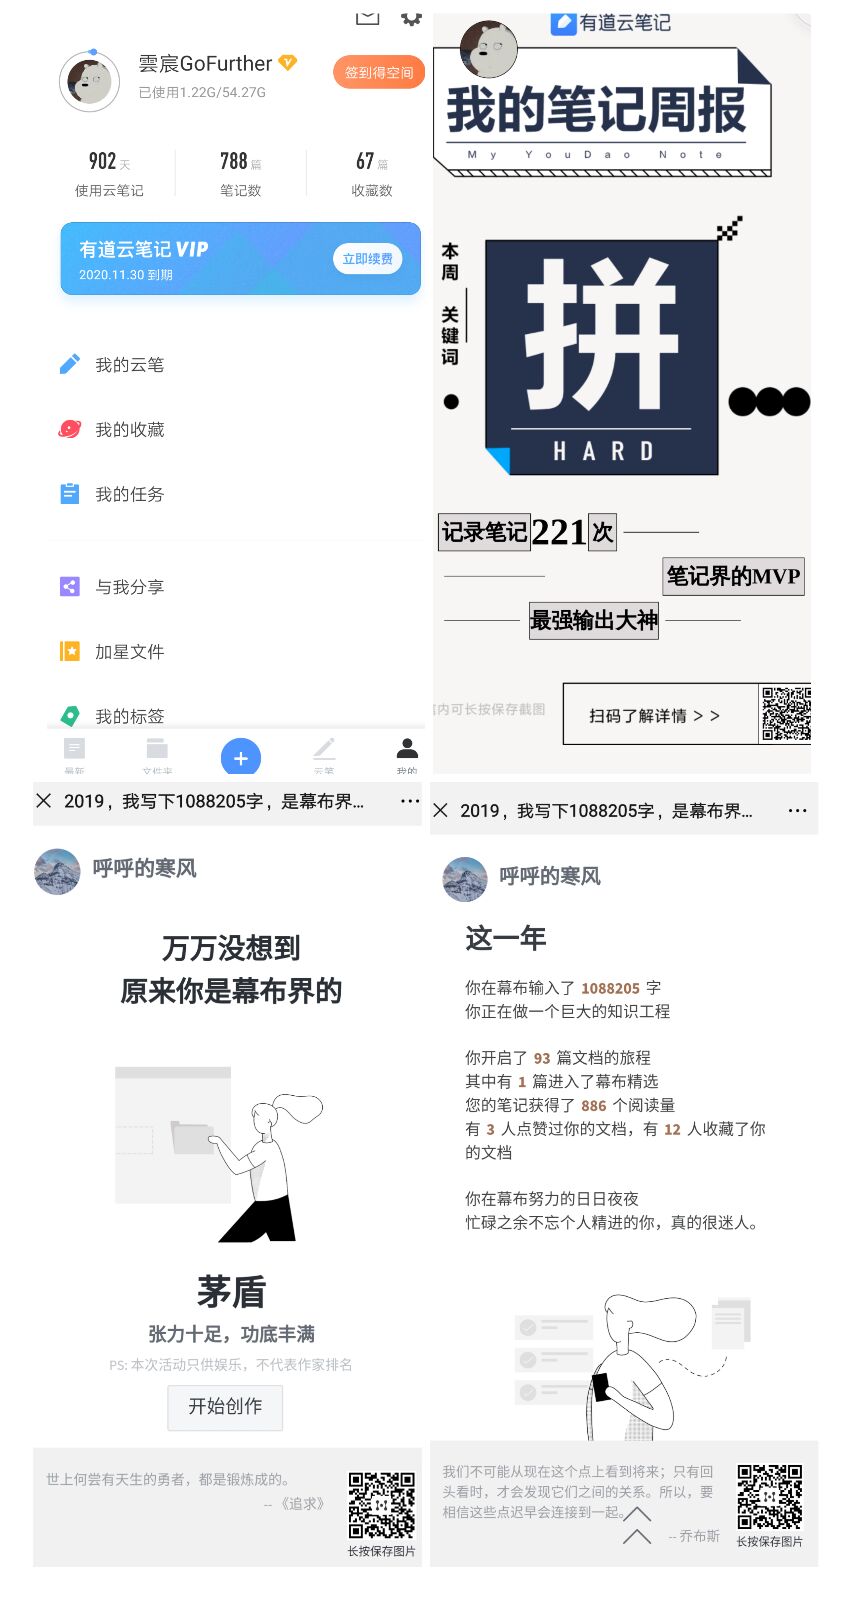 雲宸GoFurther
已使用1.22G/54.27G
签到得空间
902 天
788 篇
67 篇
使用云笔记
笔记数
收藏数
有道云笔记 VIP
2020.11.30 到期
立即续费
我的云笔
我的收藏
我的任务
与我分享
加星文件
我的标签
最新
文件夹
云笔
我的
有道云笔记
我的笔记周报
My YouDao Note
本周 关键词
拼
HARD
记录笔记221次
笔记界的MVP
最强输出大神
内可长按保存截图
扫码了解详情 > >
2019，我写下1088205字，是幕布界...
呼呼的寒风
万万没想到
原来你是幕布界的
茅盾
张力十足，功底丰满
PS: 本次活动只供娱乐，不代表作家排名
开始创作
世上何尝有天生的勇者，都是锻炼成的。
-- 《追求》
长按保存图片
2019，我写下1088205字，是幕布界...
呼呼的寒风
这一年
你在幕布输入了 1088205 字
你正在做一个巨大的知识工程
你开启了 93 篇文档的旅程
其中有 1 篇进入了幕布精选
您的笔记获得了 886 个阅读量
有 3 人点赞过你的文档，有 12 人收藏了你
的文档
你在幕布努力的日日夜夜
忙碌之余不忘个人精进的你，真的很迷人。
我们不可能从现在这个点上看到将来；只有回
头看时，才会发现它们之间的关系。所以，要
相信这些点迟早会连接到一起。
-- 乔布斯
长按保存图片